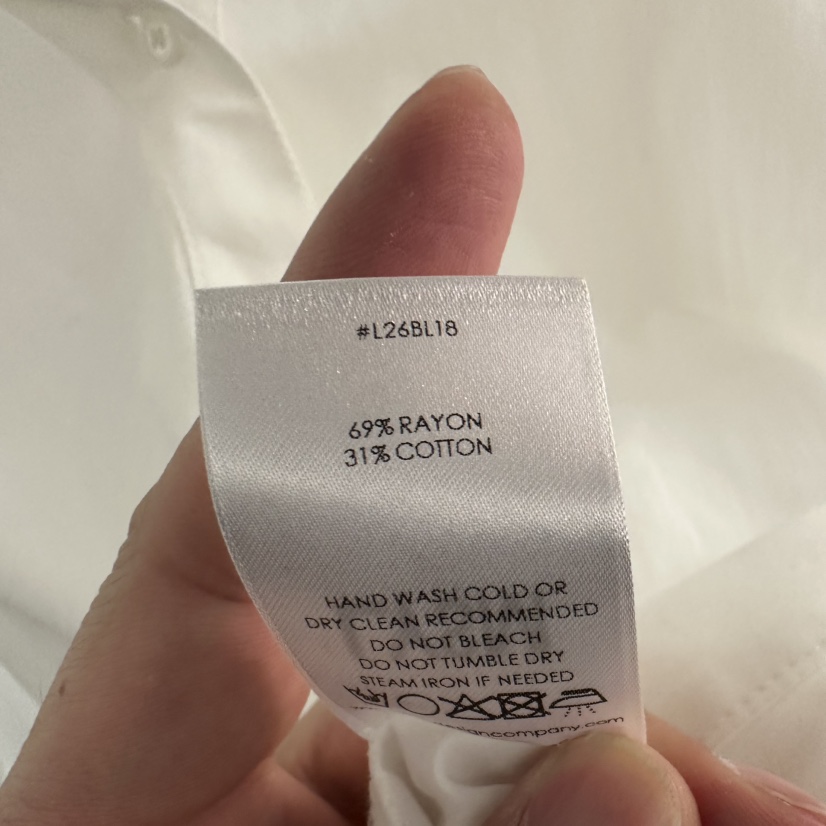 #L26BL18
69% RAYON
31% COTTON
HAND WASH COLD OR
DRY CLEAN RECOMMENDED
DO NOT BLEACH
DO NOT TUMBLE DRY
STEAM IRON IF NEEDED